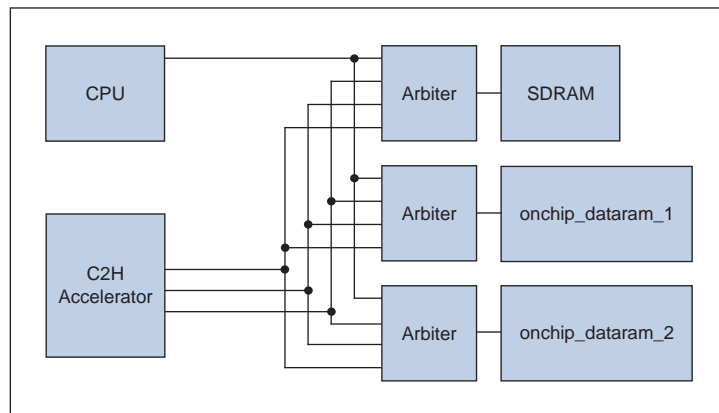 CPU
Arbiter
SDRAM
Arbiter
onchip_dataram_1
C2H
Accelerator
Arbiter
onchip_dataram_2